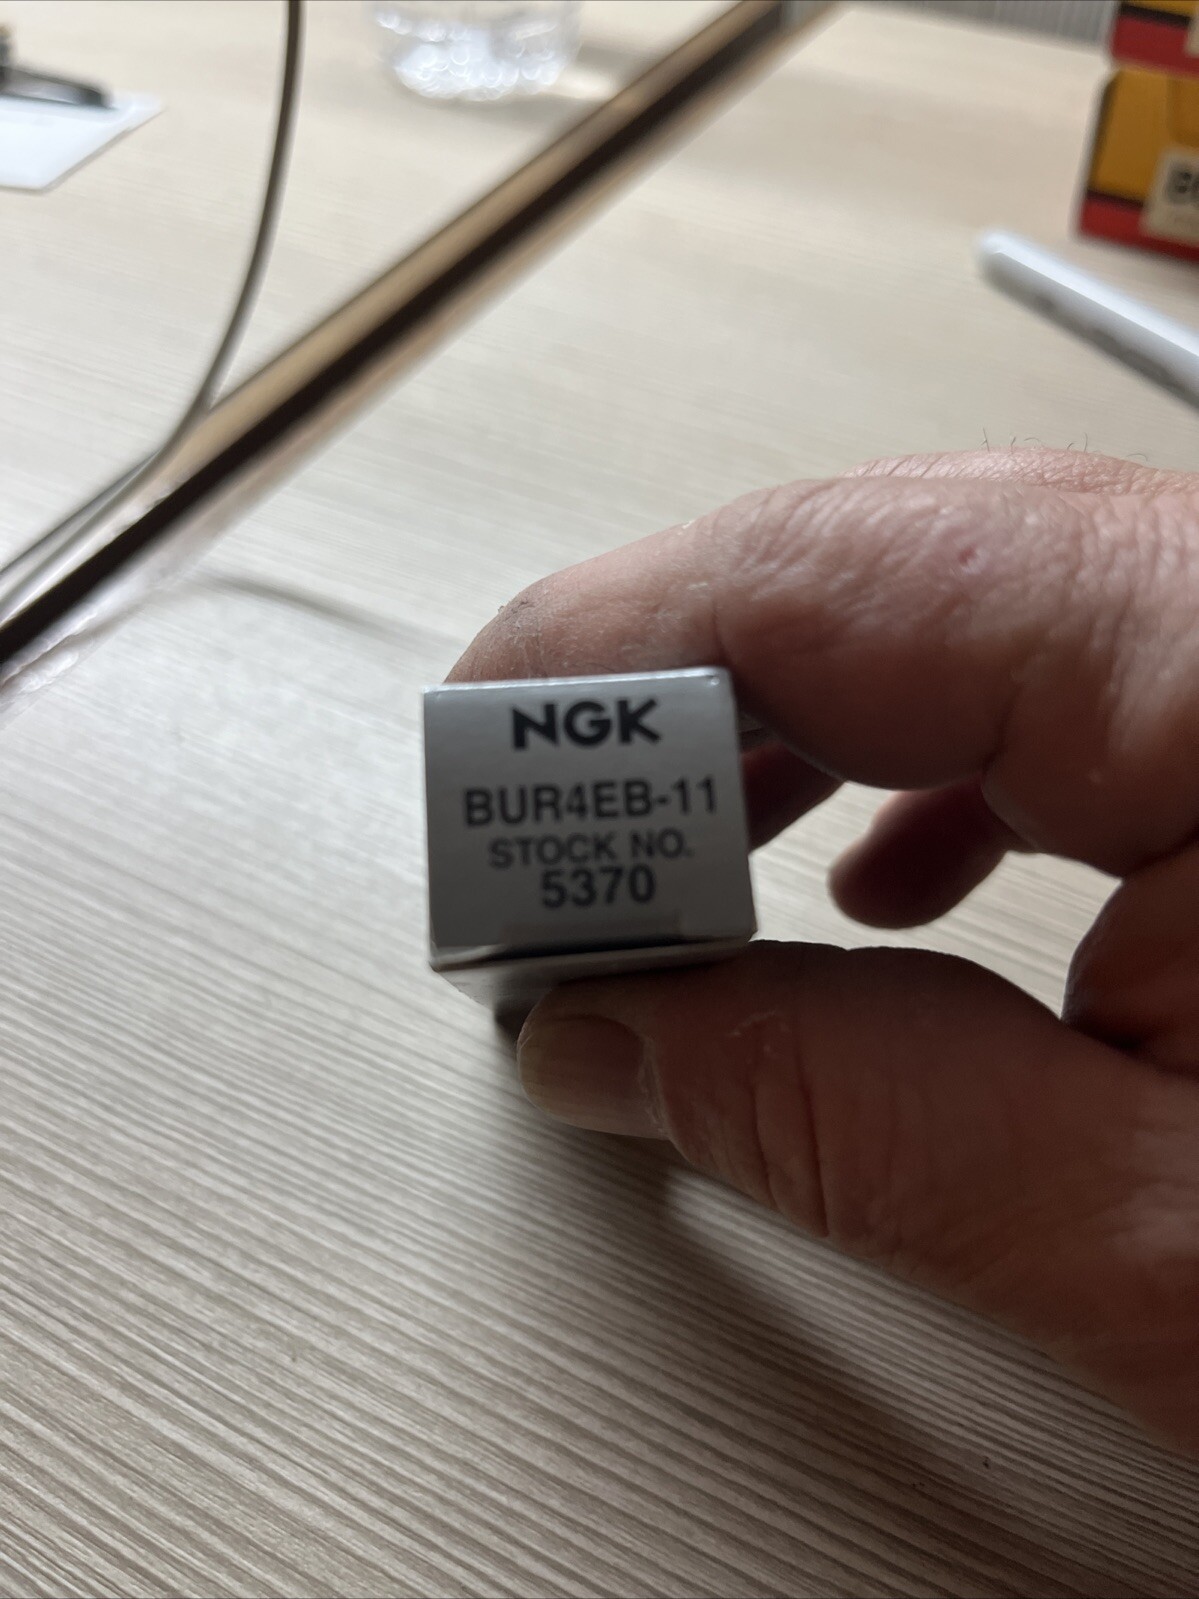 NGK
BUR4EB-11
STOCK NO.
5370